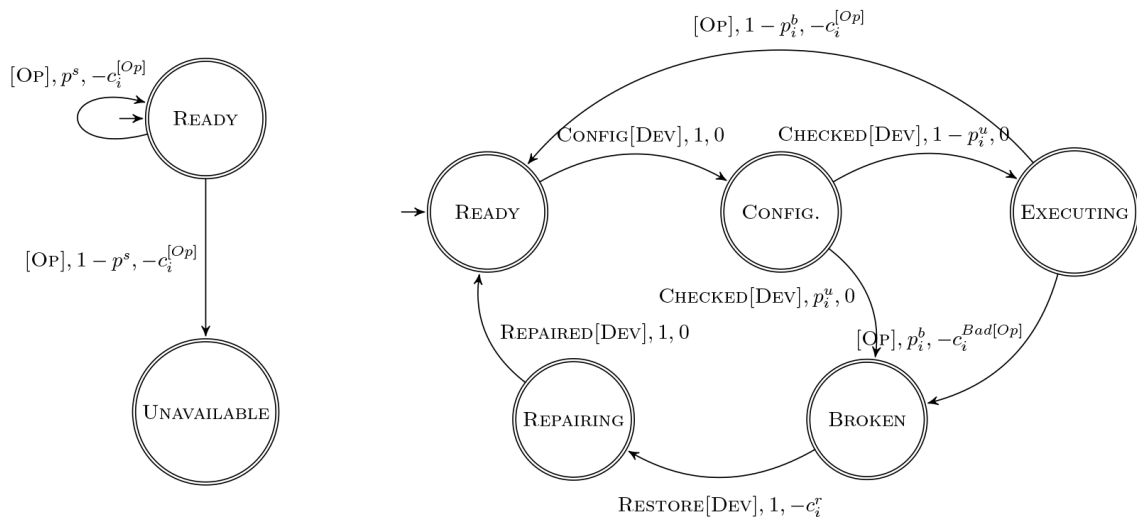 [OP], p^s, −c_i^{[Op]}
READY
[OP], 1 − p^s, −c_i^{[Op]}
UNAVAILABLE
[OP], 1 − p_i^b, −c_i^{[Op]}
CONFIG[DEV], 1, 0
CHECKED[DEV], 1 − p_i^u, 0
READY
CONFIG.
EXECUTING
CHECKED[DEV], p_i^u, 0
REPAIRED[DEV], 1, 0
[OP], p_i^b, −c_i^{Bad[Op]}
REPAIRING
BROKEN
RESTORE[DEV], 1, −c_i^r